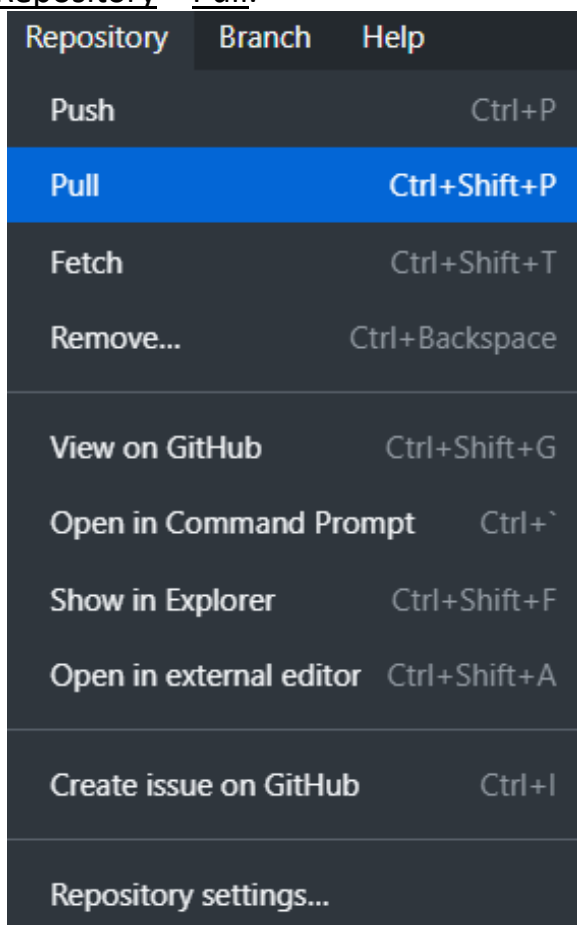 Repository Pull.
Repository Branch Help
Push Ctrl+P
Pull Ctrl+Shift+P
Fetch Ctrl+Shift+T
Remove... Ctrl+Backspace
View on GitHub Ctrl+Shift+G
Open in Command Prompt Ctrl+`
Show in Explorer Ctrl+Shift+F
Open in external editor Ctrl+Shift+A
Create issue on GitHub Ctrl+I
Repository settings...